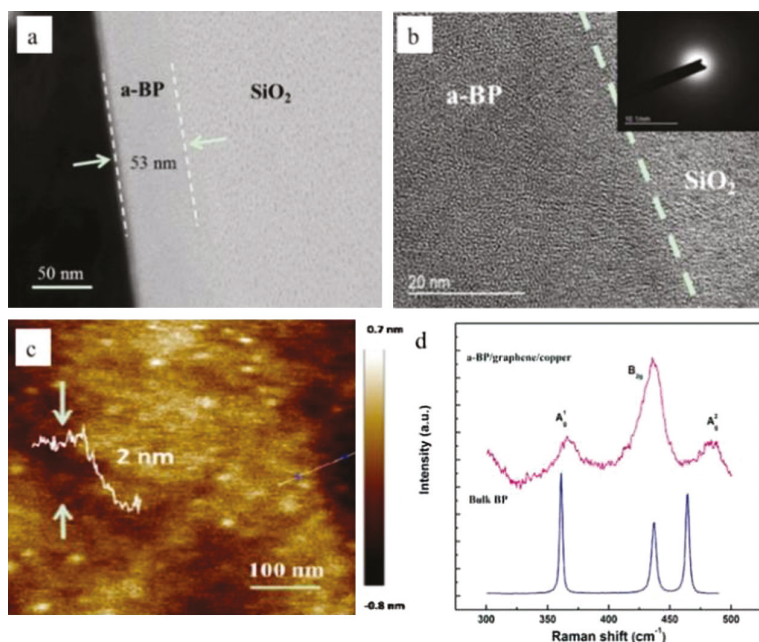 a
a-BP
SiO₂
53 nm
50 nm
b
a-BP
SiO₂
20 nm
c
2 nm
100 nm
0.7 nm
-0.8 nm
d
a-BP/graphene/copper
A¹g
B₂g
A²g
Bulk BP
Intensity (a.u.)
300 350 400 450 500
Raman shift (cm⁻¹)